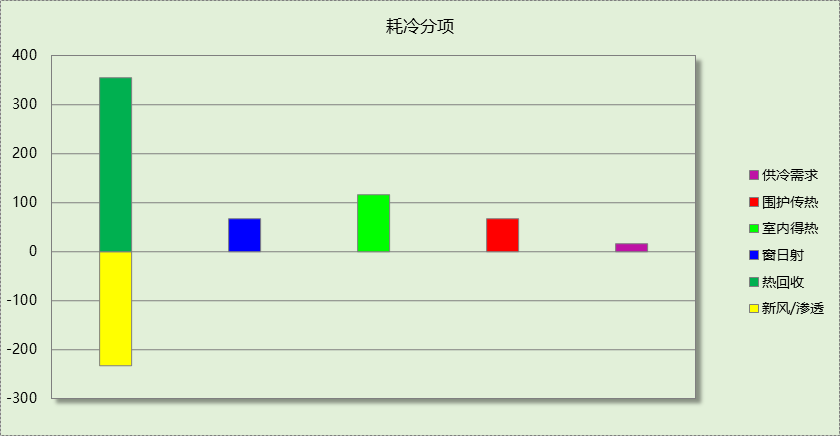 耗冷分项
400
300
200
100
0
-100
-200
-300
供冷需求
围护传热
室内得热
窗日射
热回收
新风/渗透